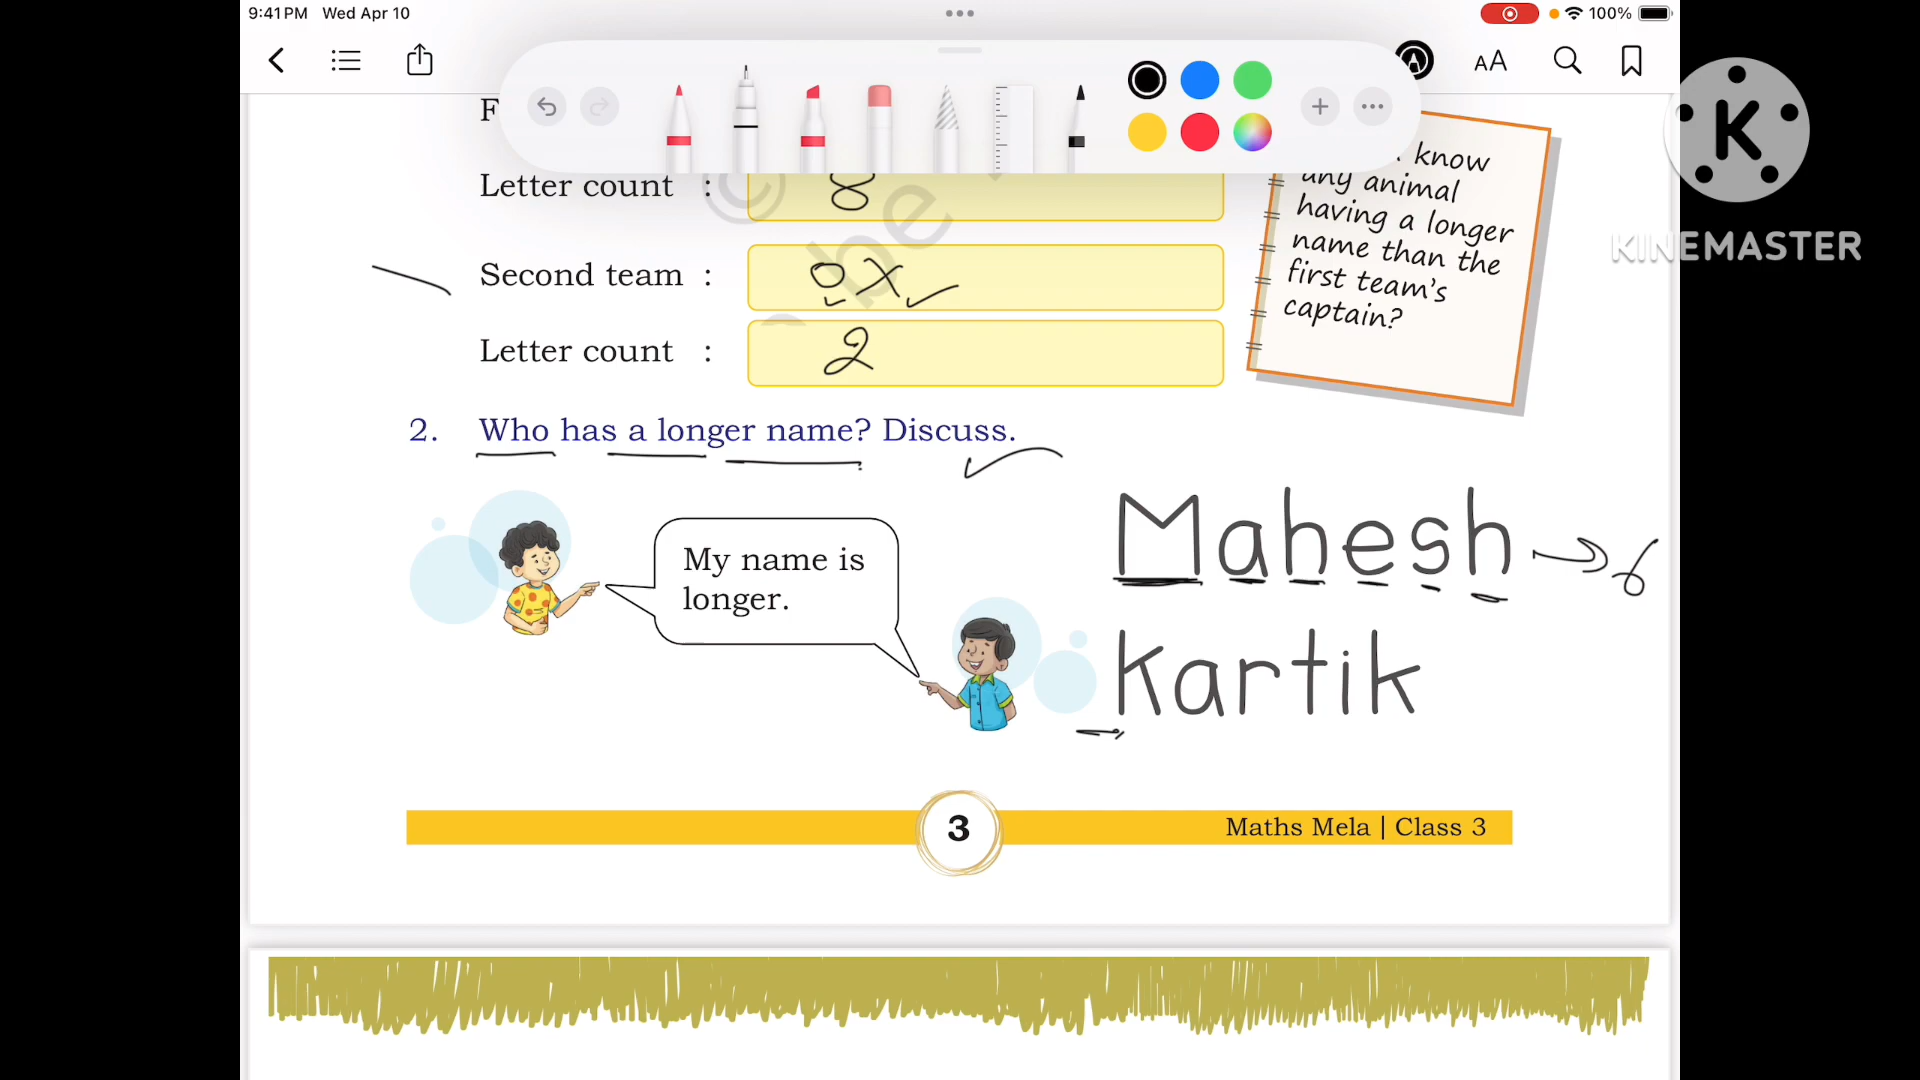 9:41 PM Wed Apr 10
100%
AA
K
KINEMASTER
F
Letter count : 8
Second team : ox
Letter count : 2
know
any animal
having a longer
name than the
first team's
captain?
be
2. Who has a longer name? Discuss.
My name is
longer.
Mahesh → 6
Kartik
3
Maths Mela | Class 3